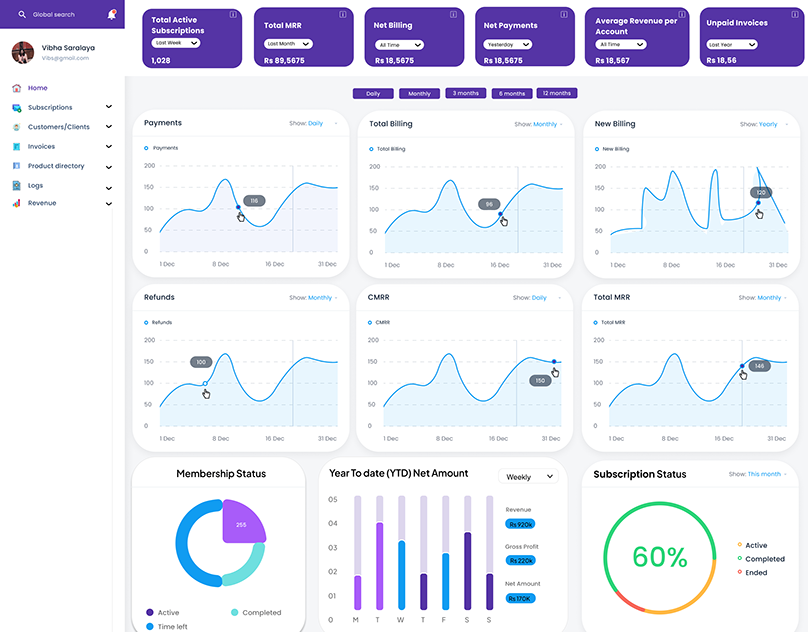 Global search
Vibha Saralaya
Vibs@gmail.com
Home
Subscriptions
Customers/Clients
Invoices
Product directory
Logs
Revenue
Total Active
Subscriptions
Last Week
1,028
Total MRR
Last Month
Rs 89,5675
Net Billing
All Time
Rs 18,5675
Net Payments
Yesterday
Rs 18,5675
Average Revenue per
Account
All Time
Rs 18,567
Unpaid Invoices
Last Year
Rs 18,56
Daily
Monthly
3 months
6 months
12 months
Payments
Show: Daily
Payments
200
150
100
50
0
116
1 Dec
8 Dec
16 Dec
31 Dec
Total Billing
Show: Monthly
Total Billing
200
150
100
50
0
86
1 Dec
8 Dec
16 Dec
31 Dec
New Billing
Show: Yearly
New Billing
200
150
100
50
0
120
1 Dec
8 Dec
16 Dec
31 Dec
Refunds
Show: Monthly
Refunds
200
150
100
50
0
100
1 Dec
8 Dec
16 Dec
31 Dec
CMRR
Show: Daily
CMRR
200
150
100
50
0
150
1 Dec
8 Dec
16 Dec
31 Dec
Total MRR
Show: Monthly
Total MRR
200
150
100
50
0
146
1 Dec
8 Dec
16 Dec
31 Dec
Membership Status
255
Active
Completed
Time left
Year To date (YTD) Net Amount
Weekly
05
04
03
02
01
0
M T W T F S S
Revenue
Rs 920k
Gross Profit
Rs 220k
Net Amount
Rs 170K
Subscription Status
Show: This month
60%
Active
Completed
Ended